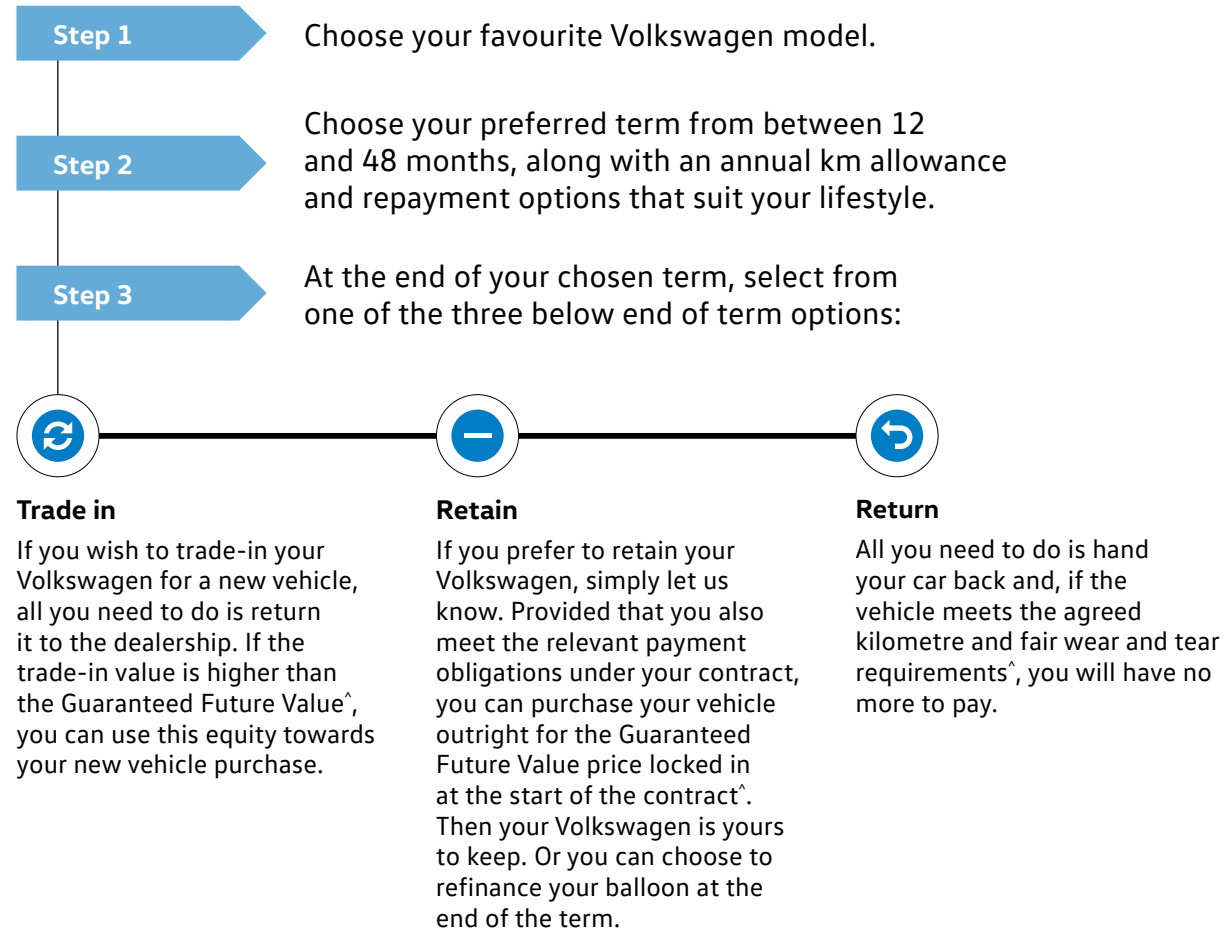 Step 1
Choose your favourite Volkswagen model.
Step 2
Choose your preferred term from between 12
and 48 months, along with an annual km allowance
and repayment options that suit your lifestyle.
Step 3
At the end of your chosen term, select from
one of the three below end of term options:
Trade in
If you wish to trade-in your
Volkswagen for a new vehicle,
all you need to do is return
it to the dealership. If the
trade-in value is higher than
the Guaranteed Future Value^,
you can use this equity towards
your new vehicle purchase.
Retain
If you prefer to retain your
Volkswagen, simply let us
know. Provided that you also
meet the relevant payment
obligations under your contract,
you can purchase your vehicle
outright for the Guaranteed
Future Value price locked in
at the start of the contract^.
Then your Volkswagen is yours
to keep. Or you can choose to
refinance your balloon at the
end of the term.
Return
All you need to do is hand
your car back and, if the
vehicle meets the agreed
kilometre and fair wear and tear
requirements^, you will have no
more to pay.